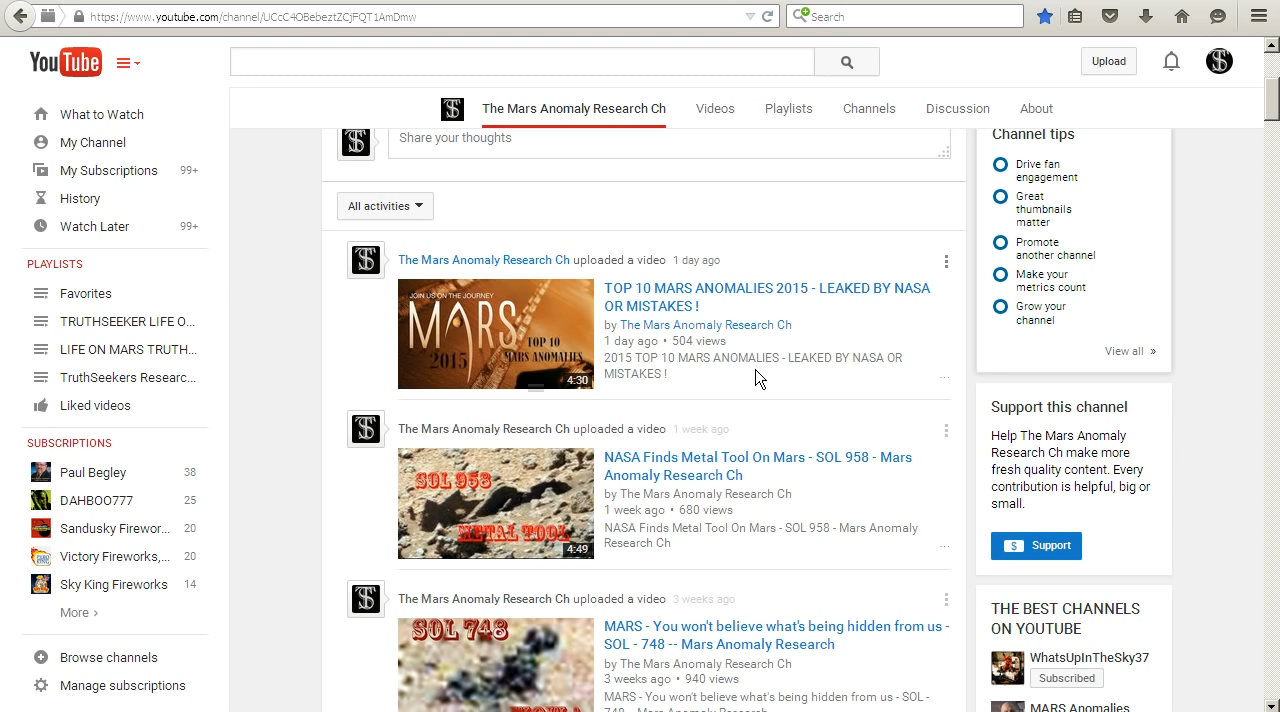 https://www.youtube.com/channel/UCcC4OBebeztZCjFQT1AmDmw
Search
YouTube
Upload
The Mars Anomaly Research Ch
Videos
Playlists
Channels
Discussion
About
What to Watch
My Channel
My Subscriptions 99+
History
Watch Later 99+
PLAYLISTS
Favorites
TRUTHSEEKER LIFE O...
LIFE ON MARS TRUTH...
TruthSeekers Researc...
Liked videos
SUBSCRIPTIONS
Paul Begley 38
DAHBOO777 25
Sandusky Firewor... 20
Victory Fireworks,... 20
Sky King Fireworks 14
More ›
Browse channels
Manage subscriptions
Share your thoughts
All activities
The Mars Anomaly Research Ch uploaded a video 1 day ago
JOIN US ON THE JOURNEY
MARS
2015
TOP 10
MARS ANOMALIES
4:30
TOP 10 MARS ANOMALIES 2015 - LEAKED BY NASA
OR MISTAKES !
by The Mars Anomaly Research Ch
1 day ago • 504 views
2015 TOP 10 MARS ANOMALIES - LEAKED BY NASA OR
MISTAKES !
...
The Mars Anomaly Research Ch uploaded a video 1 week ago
SOL 958
METAL TOOL
4:49
NASA Finds Metal Tool On Mars - SOL 958 - Mars
Anomaly Research Ch
by The Mars Anomaly Research Ch
1 week ago • 680 views
NASA Finds Metal Tool On Mars - SOL 958 - Mars Anomaly
Research Ch
...
The Mars Anomaly Research Ch uploaded a video 3 weeks ago
SOL 748
MARS - You won't believe what's being hidden from us -
SOL - 748 -- Mars Anomaly Research
by The Mars Anomaly Research Ch
3 weeks ago • 940 views
MARS - You won't believe what's being hidden from us - SOL -
748 -- Mars Anomaly Research
Channel tips
Drive fan
engagement
Great
thumbnails
matter
Promote
another channel
Make your
metrics count
Grow your
channel
View all »
Support this channel
Help The Mars Anomaly
Research Ch make more
fresh quality content. Every
contribution is helpful, big or
small.
$ Support
THE BEST CHANNELS
ON YOUTUBE
WhatsUpInTheSky37
Subscribed
MARS Anomalies